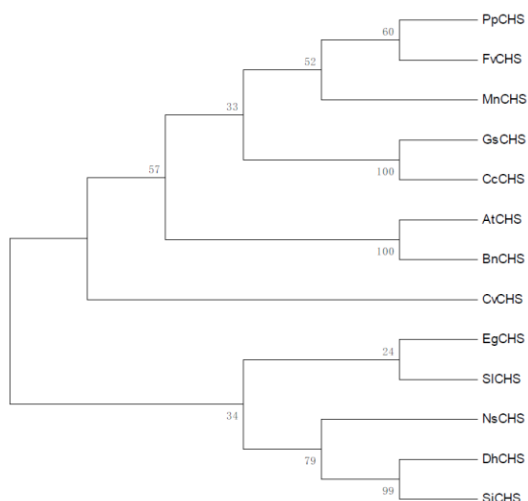 PpCHS
60
FvCHS
52
MnCHS
33
GsCHS
100
CcCHS
57
AtCHS
100
BnCHS
CvCHS
EgCHS
24
SlCHS
34
NsCHS
79
DhCHS
99
SiCHS